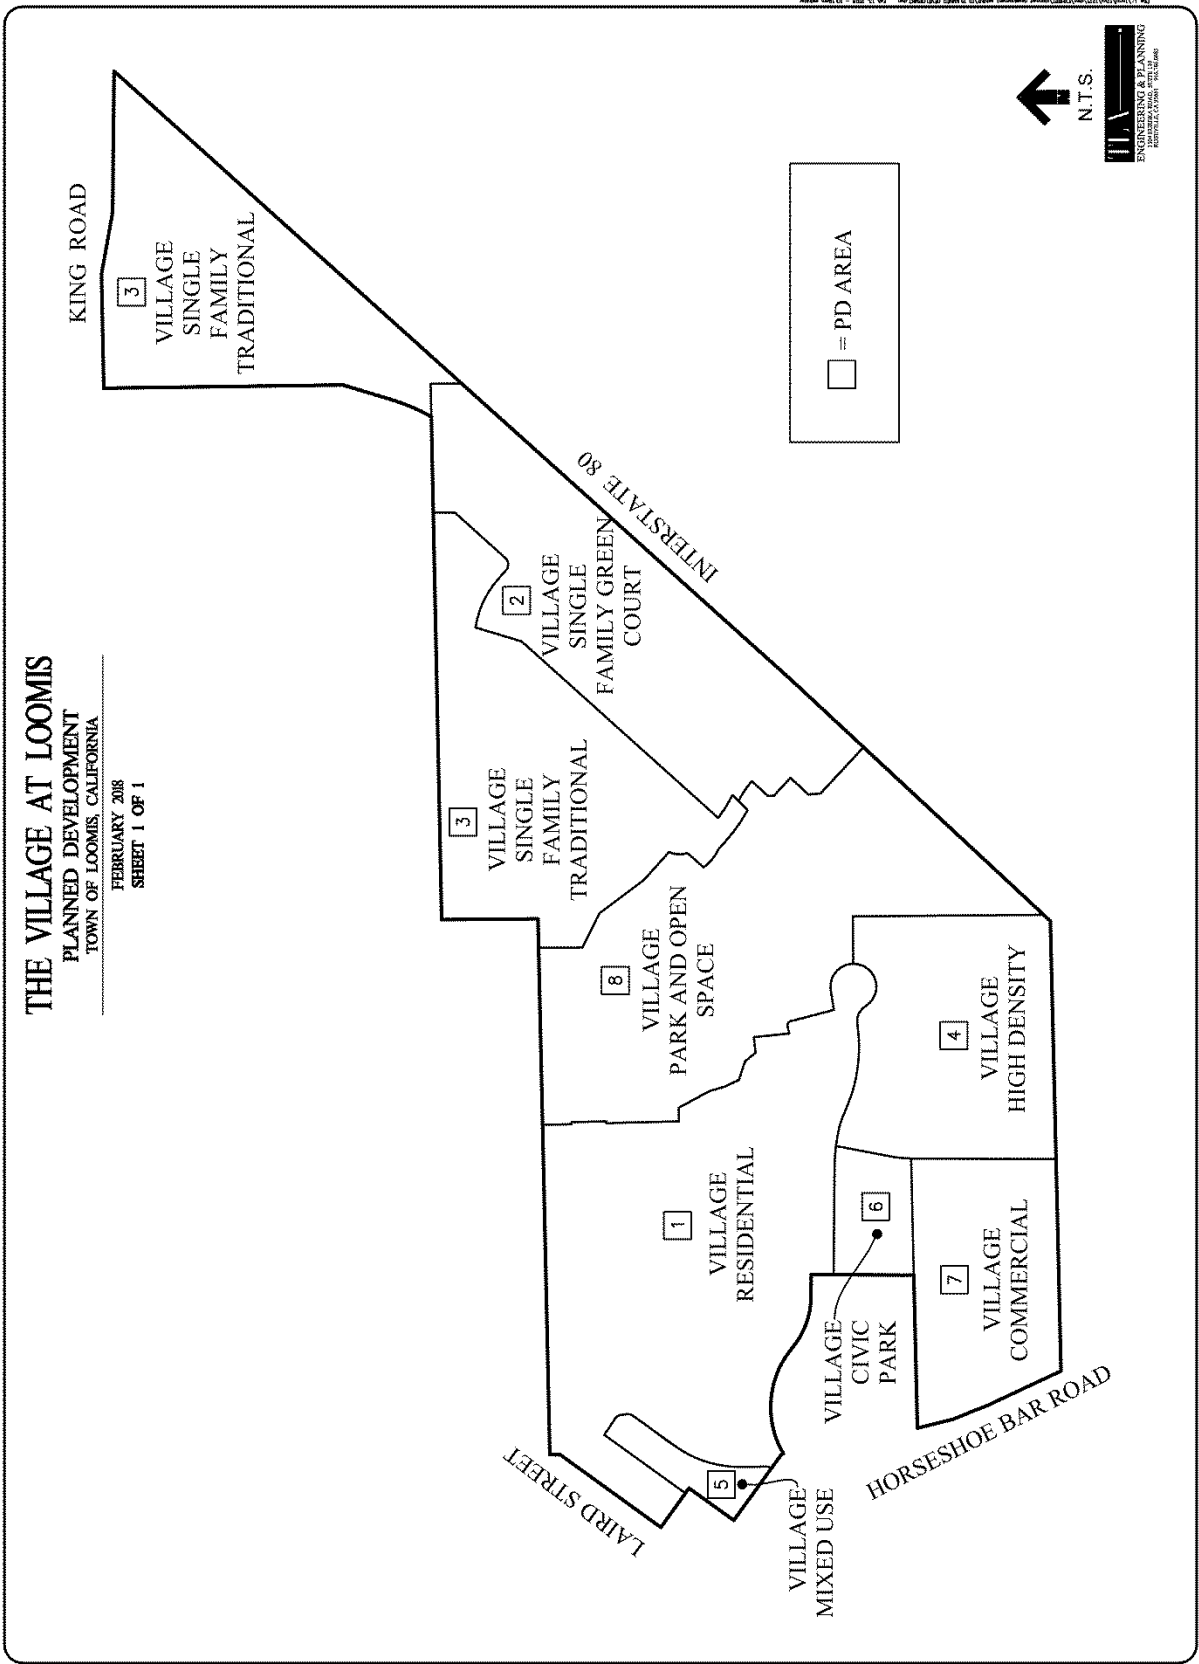 THE VILLAGE AT LOOMIS
PLANNED DEVELOPMENT
TOWN OF LOOMIS, CALIFORNIA
FEBRUARY 2018
SHEET 1 OF 1
KING ROAD
3
VILLAGE
SINGLE
FAMILY
TRADITIONAL
INTERSTATE 80
2
VILLAGE
SINGLE
FAMILY GREEN
COURT
3
VILLAGE
SINGLE
FAMILY
TRADITIONAL
8
VILLAGE
PARK AND OPEN
SPACE
4
VILLAGE
HIGH DENSITY
1
VILLAGE
RESIDENTIAL
6
VILLAGE
CIVIC
PARK
7
VILLAGE
COMMERCIAL
5
VILLAGE
MIXED USE
LAIRD STREET
HORSESHOE BAR ROAD
= PD AREA
N.T.S.
TLA
ENGINEERING & PLANNING